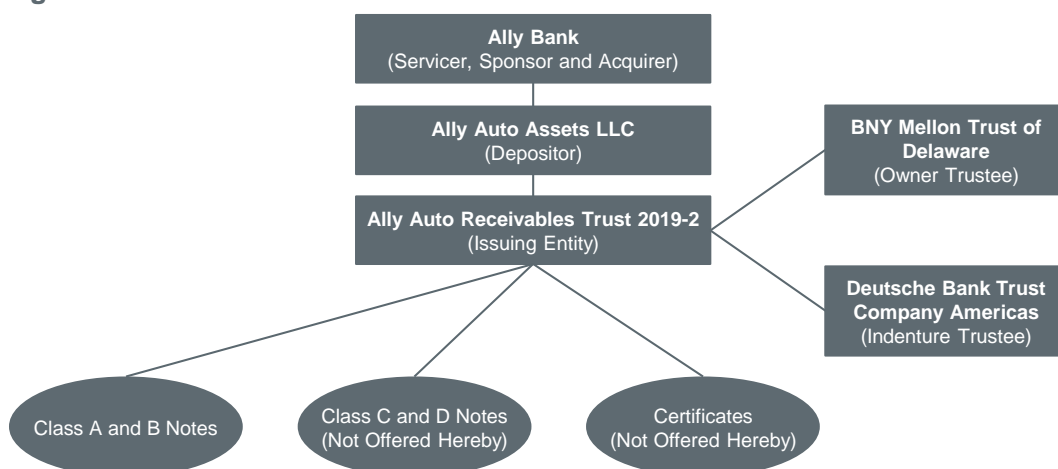 Ally Bank
(Servicer, Sponsor and Acquirer)
Ally Auto Assets LLC
(Depositor)
BNY Mellon Trust of
Delaware
(Owner Trustee)
Ally Auto Receivables Trust 2019-2
(Issuing Entity)
Deutsche Bank Trust
Company Americas
(Indenture Trustee)
Class A and B Notes
Class C and D Notes
(Not Offered Hereby)
Certificates
(Not Offered Hereby)